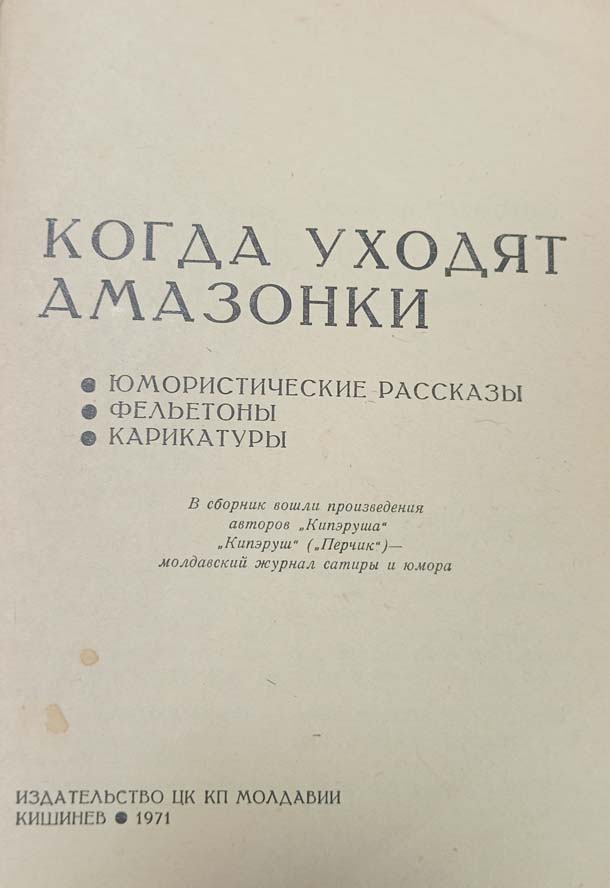 КОГДА УХОДЯТ
АМАЗОНКИ
● ЮМОРИСТИЧЕСКИЕ РАССКАЗЫ
● ФЕЛЬЕТОНЫ
● КАРИКАТУРЫ
В сборник вошли произведения
авторов „Кипэруша“
„Кипэруш“ („Перчик“)—
молдавский журнал сатиры и юмора
ИЗДАТЕЛЬСТВО ЦК КП МОЛДАВИИ
КИШИНЕВ ● 1971